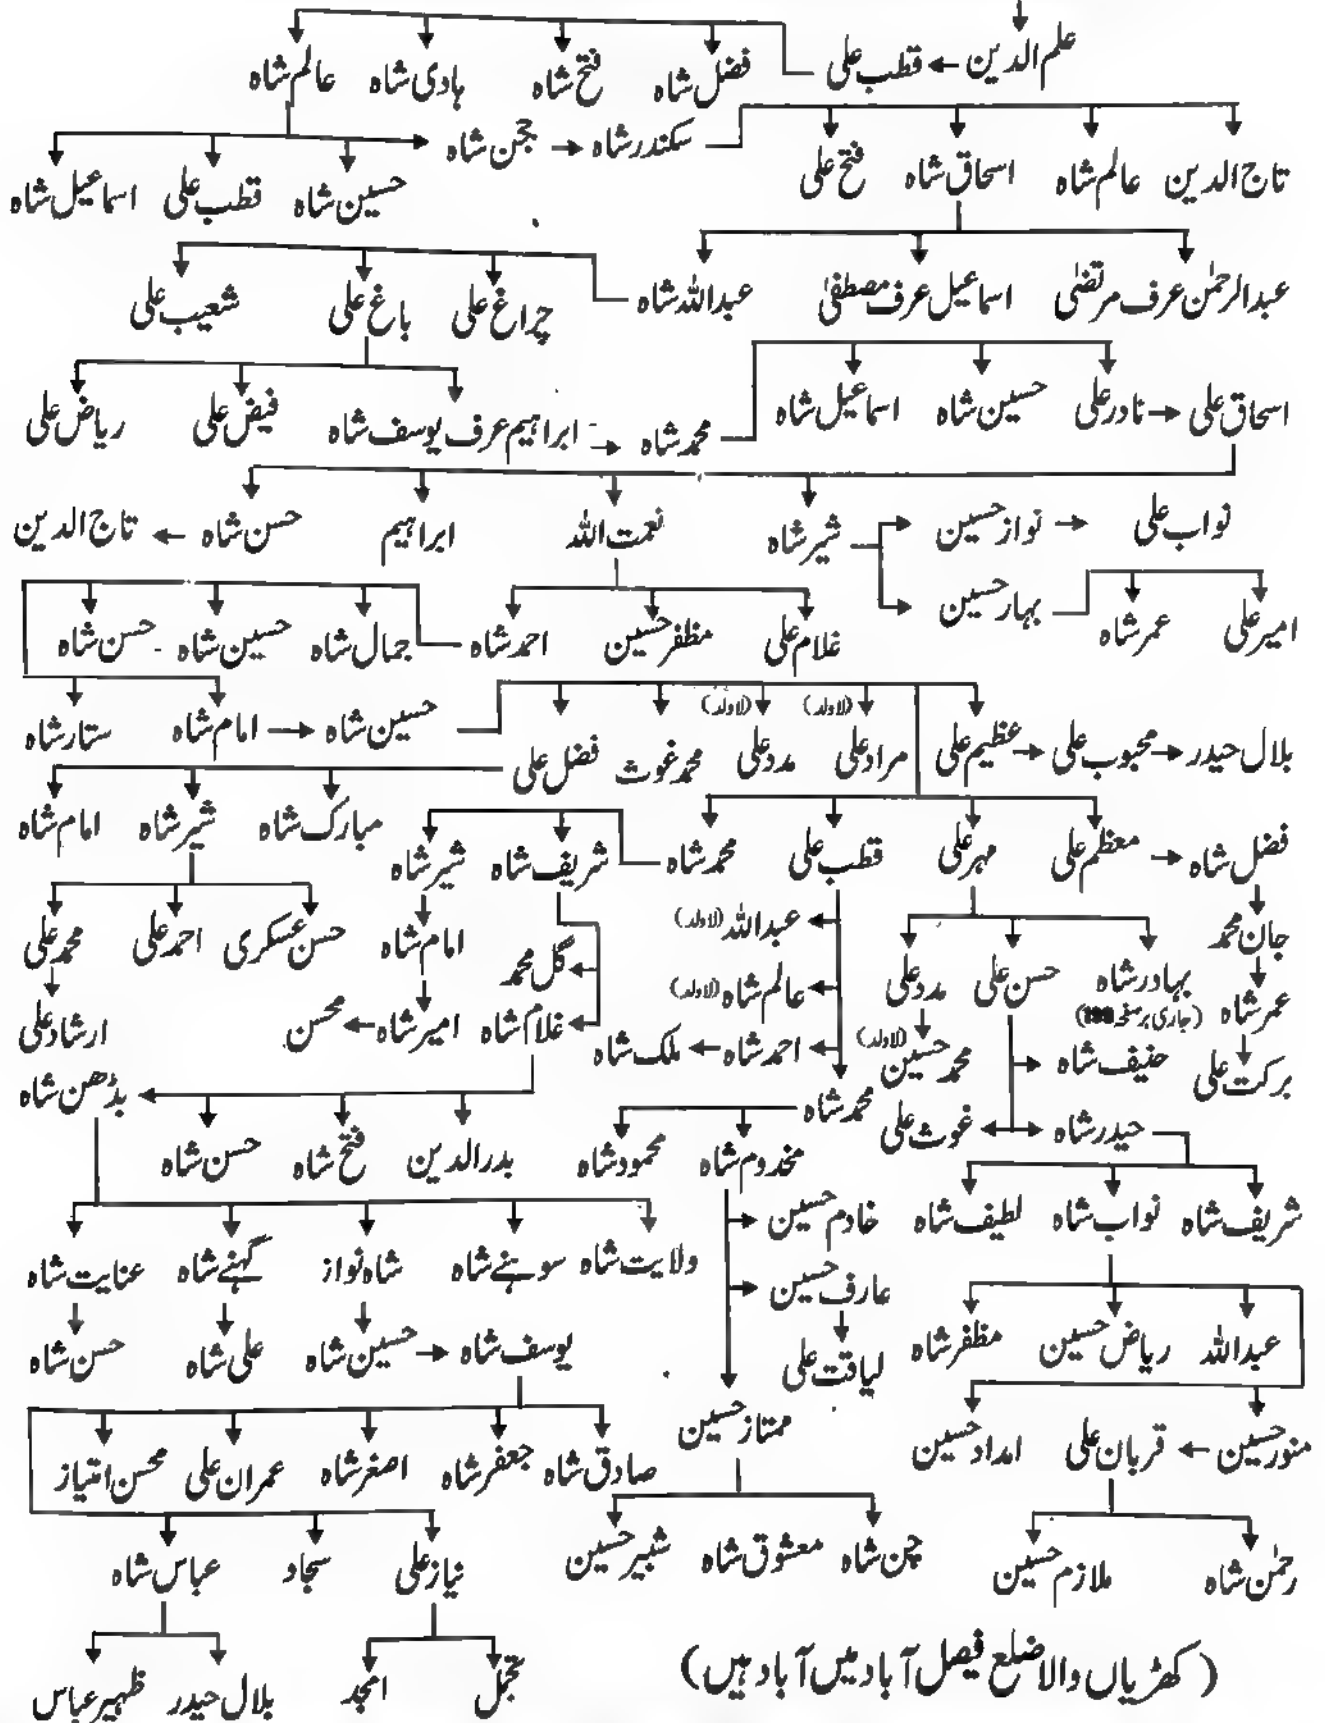 علم الدین ← قطب علی
فضل شاہ فتح شاہ ہادی شاہ عالم شاہ
تاج الدین عالم شاہ اسحاق شاہ فتح علی
سکندر شاہ ججن شاہ
حسین شاہ قطب علی اسماعیل شاہ
عبدالرحمٰن عرف مرتضیٰ اسماعیل عرف مصطفیٰ عبداللہ شاہ
چراغ علی باغ علی شعیب علی
اسحاق علی نادر علی حسین شاہ اسماعیل شاہ
محمد شاہ ابراہیم عرف یوسف شاہ فیض علی ریاض علی
نواب علی نواز حسین شیر شاہ نعمت اللہ ابراہیم حسن شاہ تاج الدین
امیر علی عمر شاہ بہار حسین
غلام علی مظفر حسین احمد شاہ جمال شاہ حسین شاہ حسن شاہ
(لاولد) (لاولد)
بلال حیدر محبوب علی عظیم علی مراد علی مدد علی محمد غوث فضل علی
حسین شاہ امام شاہ ستار شاہ
مبارک شاہ شیر شاہ امام شاہ
فضل شاہ معظم علی مہر علی قطب علی محمد شاہ شریف شاہ شیر شاہ
جان محمد عبداللہ (لاولد) امام شاہ حسن عسکری احمد علی محمد علی
بہادر شاہ حسن علی مدد علی عالم شاہ (لاولد) گل محمد
عمر شاہ (جاری بر صفحہ) غلام شاہ امیر شاہ محسن ارشاد علی
برکت علی حنیف شاہ محمد حسین (لاولد) احمد شاہ ملک شاہ
حیدر شاہ غوث علی محمد شاہ بڈھن شاہ
مخدوم شاہ محمود شاہ بدرالدین فتح شاہ حسن شاہ
شریف شاہ نواب شاہ لطیف شاہ خادم حسین
ولایت شاہ سوہنے شاہ شاہ نواز گہنے شاہ عنایت شاہ
عارف حسین
عبداللہ ریاض حسین مظفر شاہ لیاقت علی یوسف شاہ حسین شاہ علی شاہ حسن شاہ
منور حسین قربان علی امداد حسین ممتاز حسین
صادق شاہ جعفر شاہ اصغر شاہ عمران علی محسن امتیاز
رحمٰن شاہ ملازم حسین چن شاہ معشوق شاہ شبیر حسین
نیاز علی سجاد عباس شاہ
تجمل امجد بلال حیدر ظہیر عباس
(کھڑیاں والا ضلع فیصل آباد میں آباد ہیں)